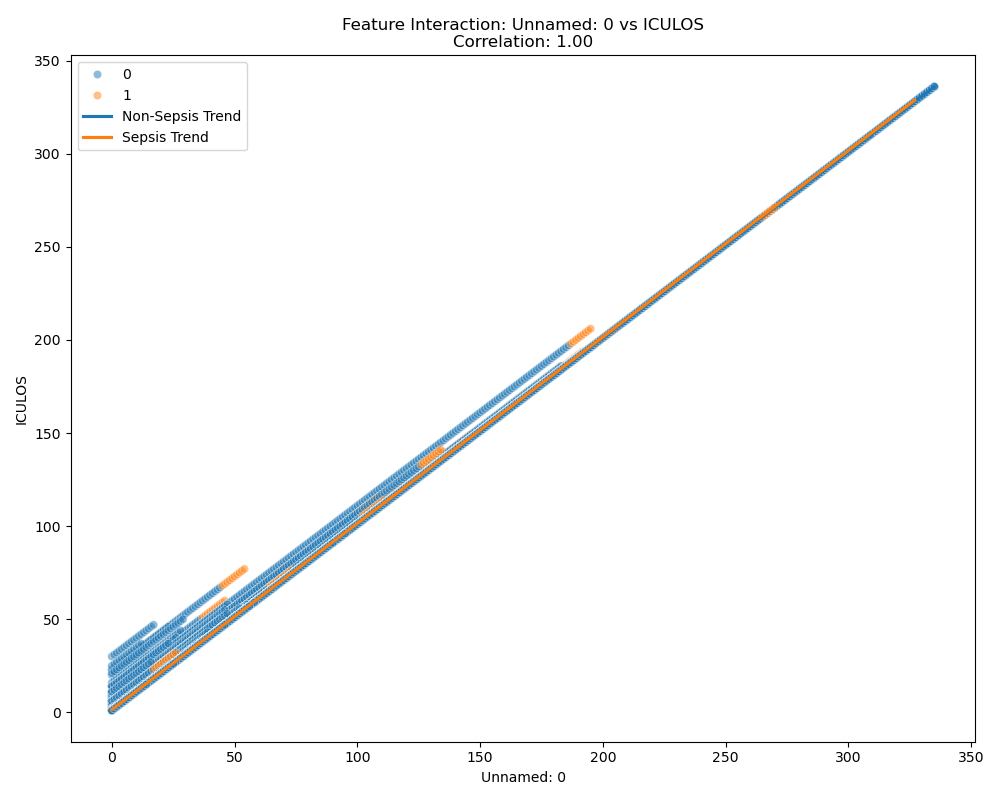 Feature Interaction: Unnamed: 0 vs ICULOS
Correlation: 1.00
0
1
Non-Sepsis Trend
Sepsis Trend
ICULOS
350
300
250
200
150
100
50
0
0 50 100 150 200 250 300 350
Unnamed: 0